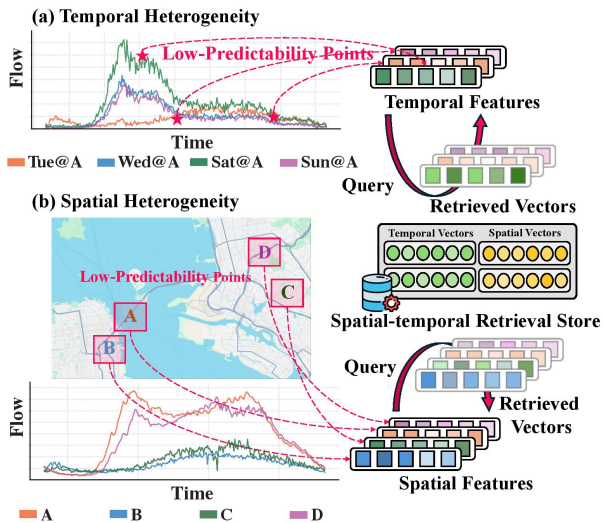 (a) Temporal Heterogeneity
Low-Predictability Points
Flow
Time
Tue@A Wed@A Sat@A Sun@A
Temporal Features
Query
Retrieved Vectors
(b) Spatial Heterogeneity
Low-Predictability Points
D
C
A
B
Temporal Vectors Spatial Vectors
Spatial-temporal Retrieval Store
Query
Retrieved
Vectors
Flow
Time
Spatial Features
A B C D